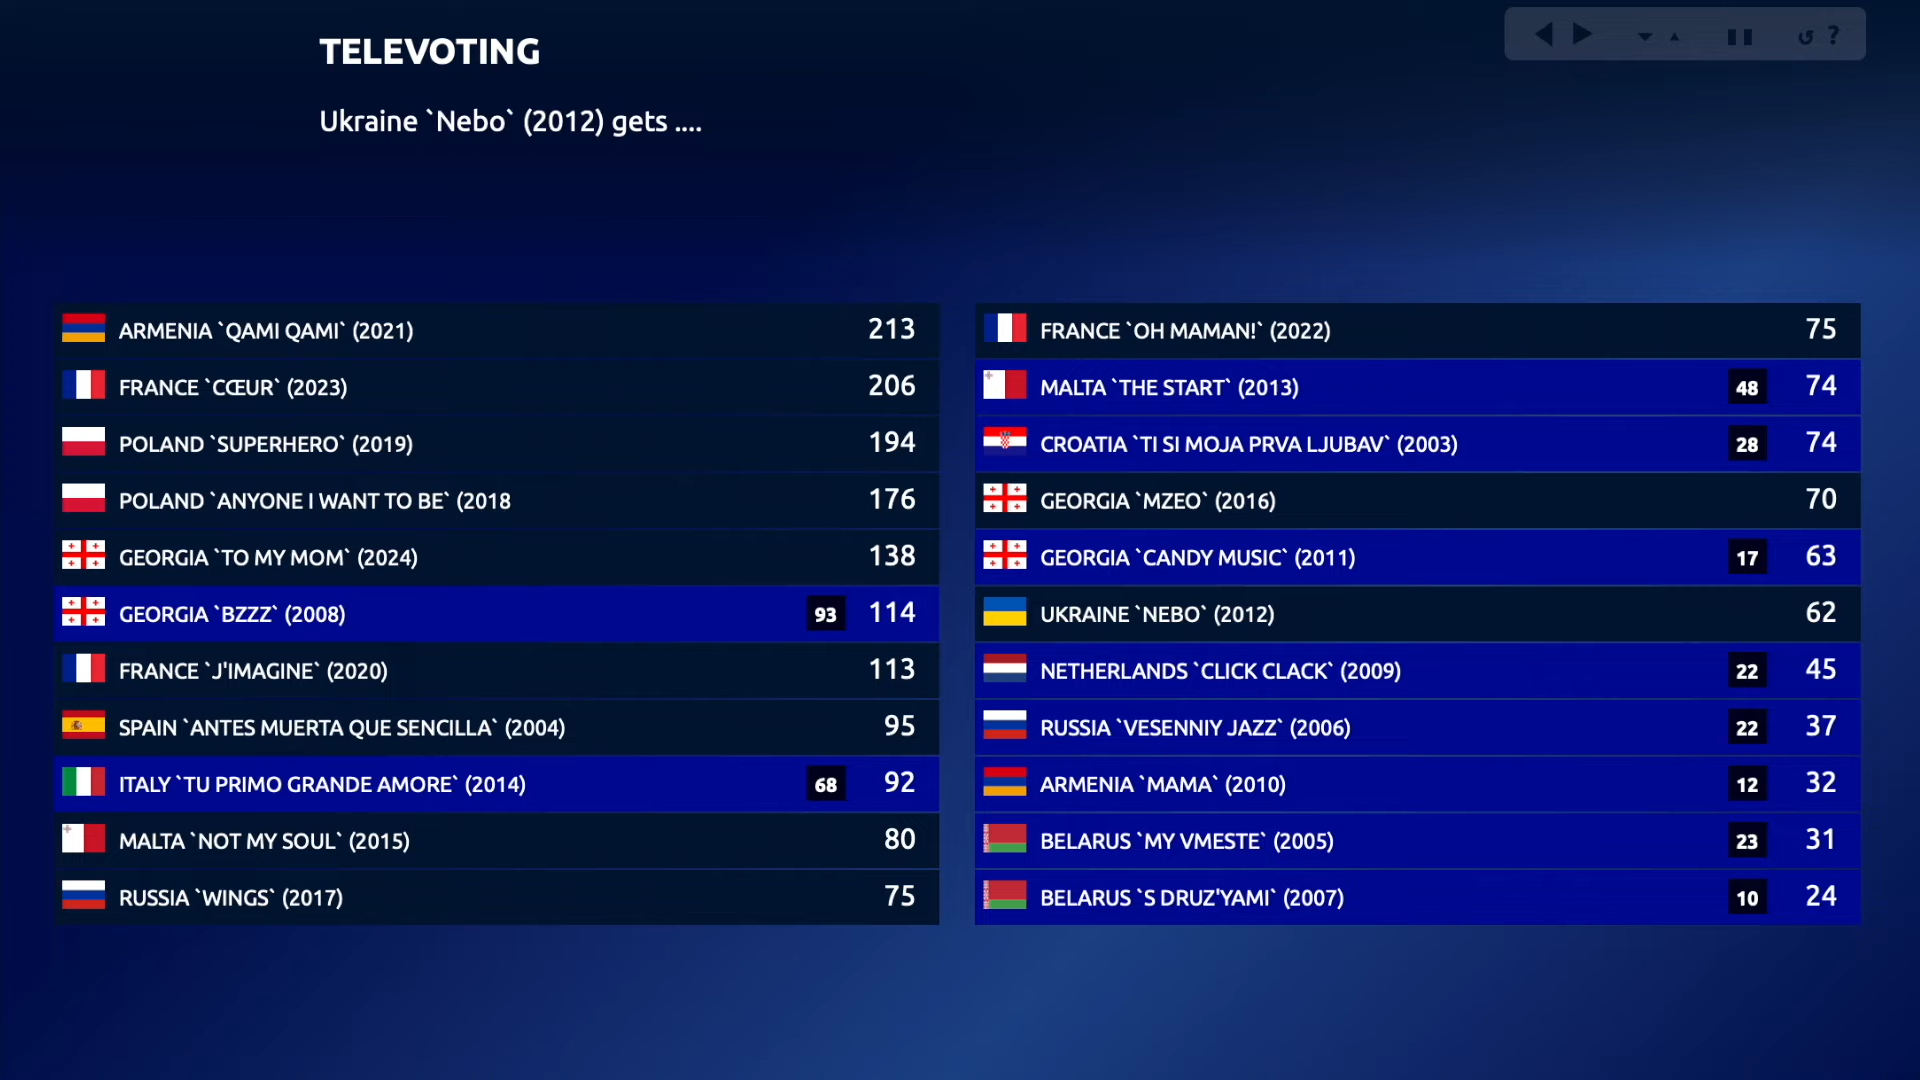 TELEVOTING
Ukraine `Nebo` (2012) gets ....
?
ARMENIA `QAMI QAMI` (2021) 213
FRANCE `CŒUR` (2023) 206
POLAND `SUPERHERO` (2019) 194
POLAND `ANYONE I WANT TO BE` (2018 176
GEORGIA `TO MY MOM` (2024) 138
GEORGIA `BZZZ` (2008) 93 114
FRANCE `J'IMAGINE` (2020) 113
SPAIN `ANTES MUERTA QUE SENCILLA` (2004) 95
ITALY `TU PRIMO GRANDE AMORE` (2014) 68 92
MALTA `NOT MY SOUL` (2015) 80
RUSSIA `WINGS` (2017) 75
FRANCE `OH MAMAN!` (2022) 75
MALTA `THE START` (2013) 48 74
CROATIA `TI SI MOJA PRVA LJUBAV` (2003) 28 74
GEORGIA `MZEO` (2016) 70
GEORGIA `CANDY MUSIC` (2011) 17 63
UKRAINE `NEBO` (2012) 62
NETHERLANDS `CLICK CLACK` (2009) 22 45
RUSSIA `VESENNIY JAZZ` (2006) 22 37
ARMENIA `MAMA` (2010) 12 32
BELARUS `MY VMESTE` (2005) 23 31
BELARUS `S DRUZ'YAMI` (2007) 10 24